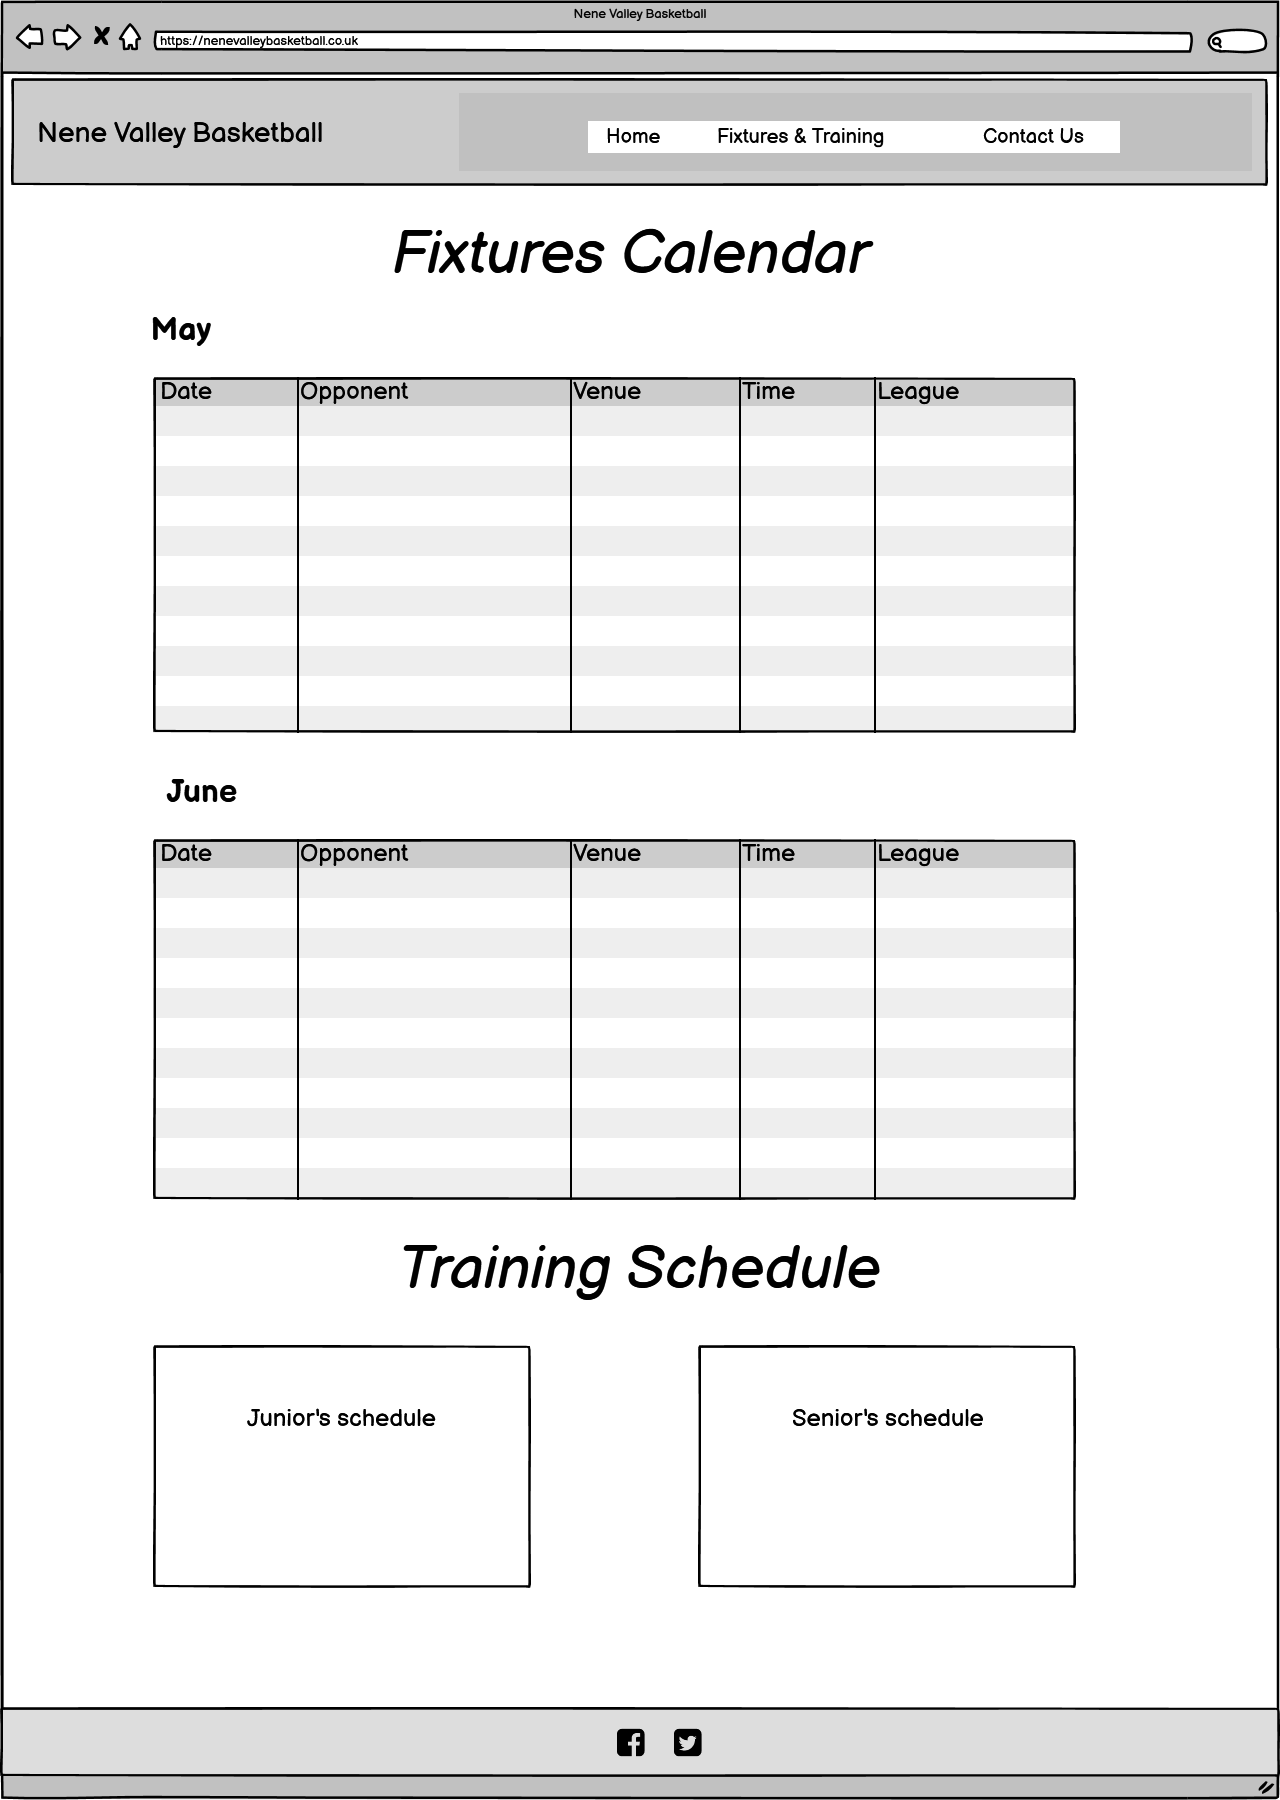 Nene Valley Basketball
https://nenevalleybasketball.co.uk
Nene Valley Basketball
Home Fixtures & Training Contact Us
Fixtures Calendar
May
Date Opponent Venue Time League
June
Date Opponent Venue Time League
Training Schedule
Junior's schedule Senior's schedule